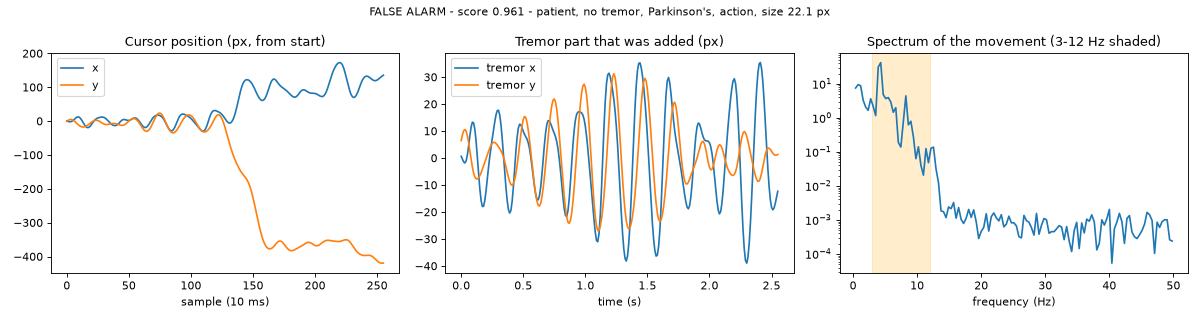 FALSE ALARM - score 0.961 - patient, no tremor, Parkinson's, action, size 22.1 px
Cursor position (px, from start)
200
100
0
−100
−200
−300
−400
x
y
0 50 100 150 200 250
sample (10 ms)
Tremor part that was added (px)
30
20
10
0
−10
−20
−30
−40
tremor x
tremor y
0.0 0.5 1.0 1.5 2.0 2.5
time (s)
Spectrum of the movement (3-12 Hz shaded)
10¹
10⁰
10⁻¹
10⁻²
10⁻³
10⁻⁴
0 10 20 30 40 50
frequency (Hz)